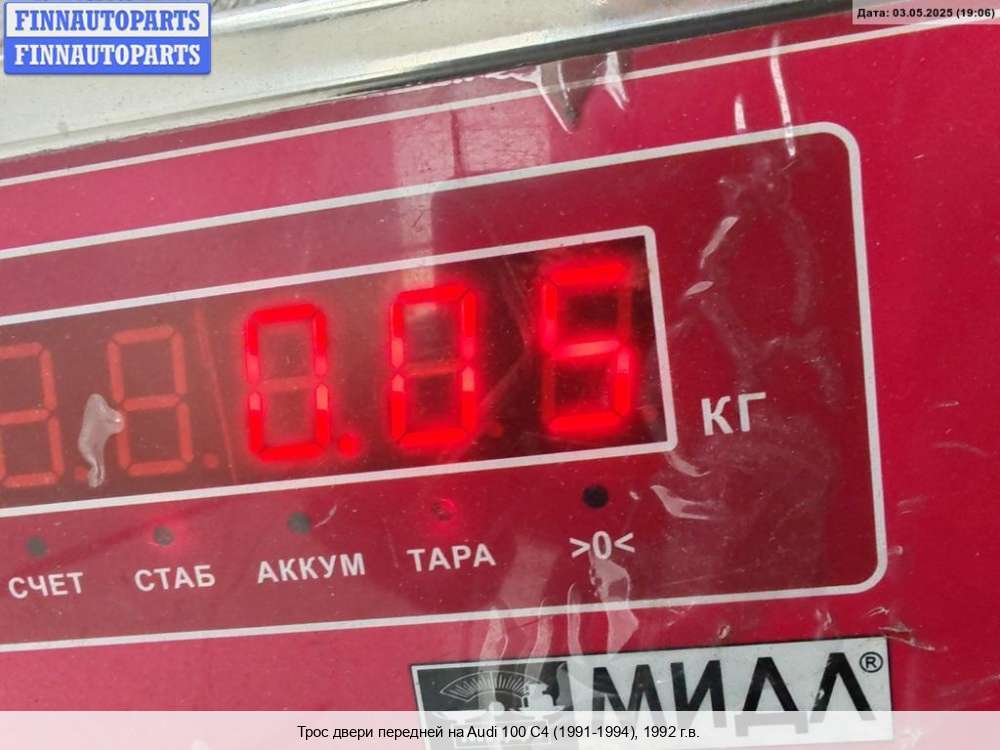 FINNAUTOPARTS
FINNAUTOPARTS
Дата: 03.05.2025 (19:06)
0.05
КГ
СЧЕТ СТАБ АККУМ ТАРА >0<
МИДЛ®
Трос двери передней на Audi 100 C4 (1991-1994), 1992 г.в.